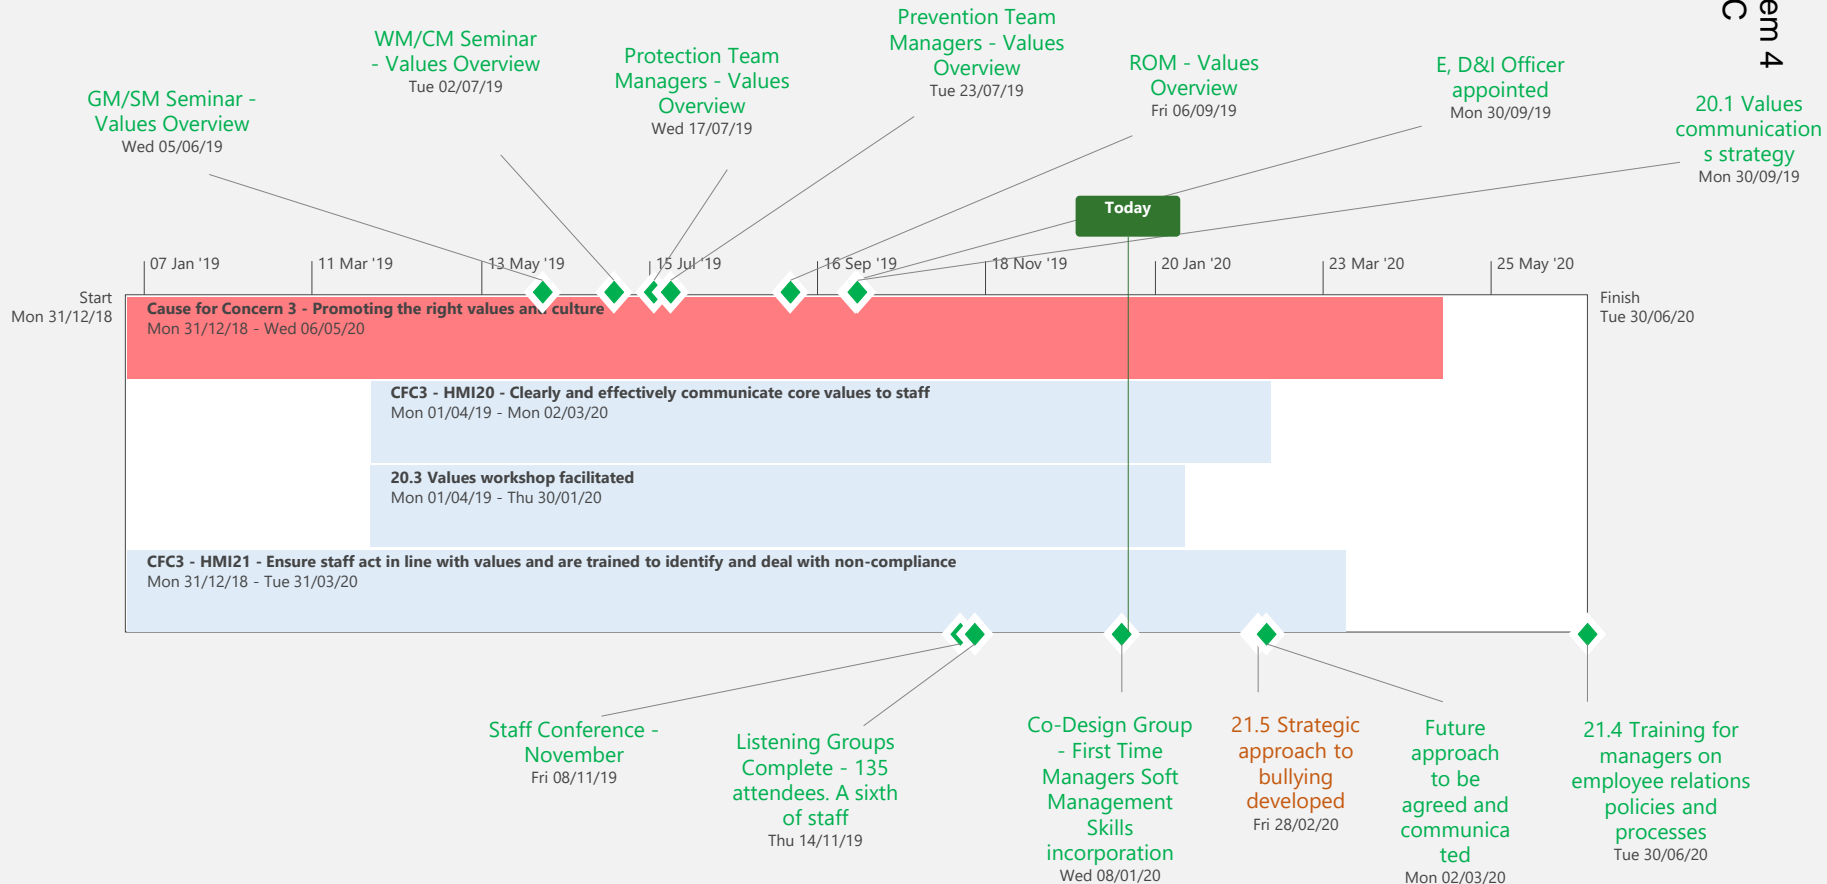 em 4
C
GM/SM Seminar -
Values Overview
Wed 05/06/19
WM/CM Seminar
- Values Overview
Tue 02/07/19
Protection Team
Managers - Values
Overview
Wed 17/07/19
Prevention Team
Managers - Values
Overview
Tue 23/07/19
ROM - Values
Overview
Fri 06/09/19
E, D&I Officer
appointed
Mon 30/09/19
20.1 Values
communication
s strategy
Mon 30/09/19
Today
07 Jan '19
11 Mar '19
13 May '19
15 Jul '19
16 Sep '19
18 Nov '19
20 Jan '20
23 Mar '20
25 May '20
Start
Mon 31/12/18
Finish
Tue 30/06/20
Cause for Concern 3 - Promoting the right values and culture
Mon 31/12/18 - Wed 06/05/20
CFC3 - HMI20 - Clearly and effectively communicate core values to staff
Mon 01/04/19 - Mon 02/03/20
20.3 Values workshop facilitated
Mon 01/04/19 - Thu 30/01/20
CFC3 - HMI21 - Ensure staff act in line with values and are trained to identify and deal with non-compliance
Mon 31/12/18 - Tue 31/03/20
Staff Conference -
November
Fri 08/11/19
Listening Groups
Complete - 135
attendees. A sixth
of staff
Thu 14/11/19
Co-Design Group
- First Time
Managers Soft
Management
Skills
incorporation
Wed 08/01/20
21.5 Strategic
approach to
bullying
developed
Fri 28/02/20
Future
approach
to be
agreed and
communica
ted
Mon 02/03/20
21.4 Training for
managers on
employee relations
policies and
processes
Tue 30/06/20